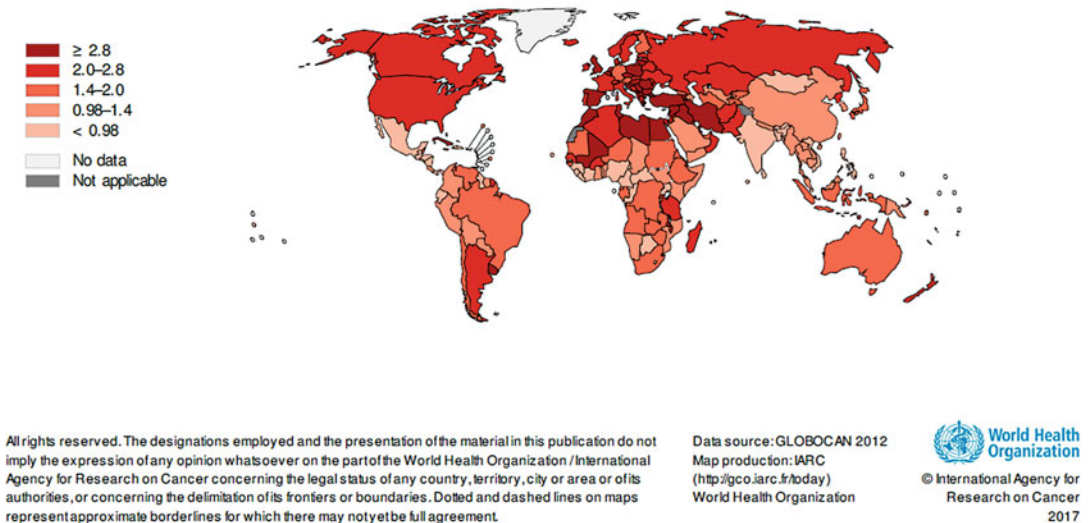 ≥ 2.8
2.0–2.8
1.4–2.0
0.98–1.4
< 0.98
No data
Not applicable
All rights reserved. The designations employed and the presentation of the material in this publication do not
imply the expression of any opinion whatsoever on the part of the World Health Organization / International
Agency for Research on Cancer concerning the legal status of any country, territory, city or area or of its
authorities, or concerning the delimitation of its frontiers or boundaries. Dotted and dashed lines on maps
represent approximate borderlines for which there may not yet be full agreement.
Data source: GLOBOCAN 2012
Map production: IARC
(http://gco.iarc.fr/today)
World Health Organization
World Health
Organization
© International Agency for
Research on Cancer
2017